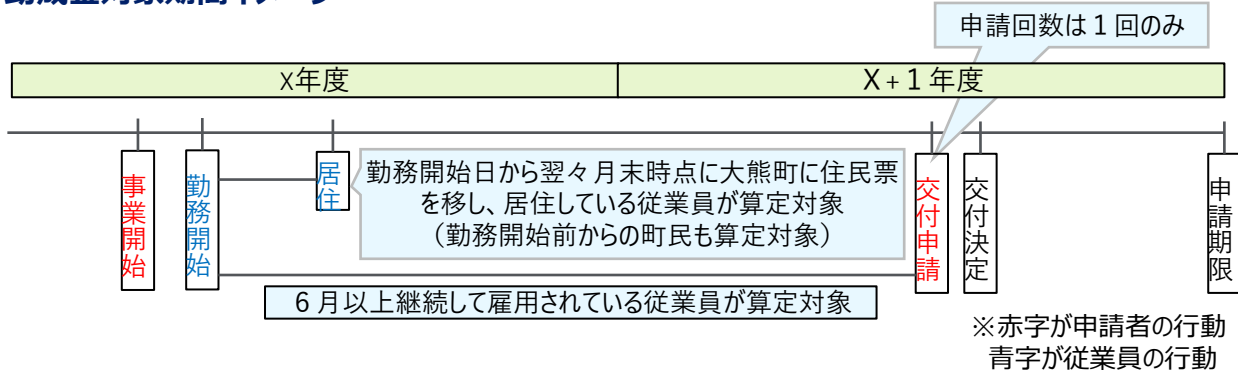 申請回数は1回のみ
X年度
X+1年度
事業開始
勤務開始
居住
勤務開始日から翌々月末時点に大熊町に住民票
を移し、居住している従業員が算定対象
（勤務開始前からの町民も算定対象）
交付申請
交付決定
申請期限
6月以上継続して雇用されている従業員が算定対象
※赤字が申請者の行動
青字が従業員の行動